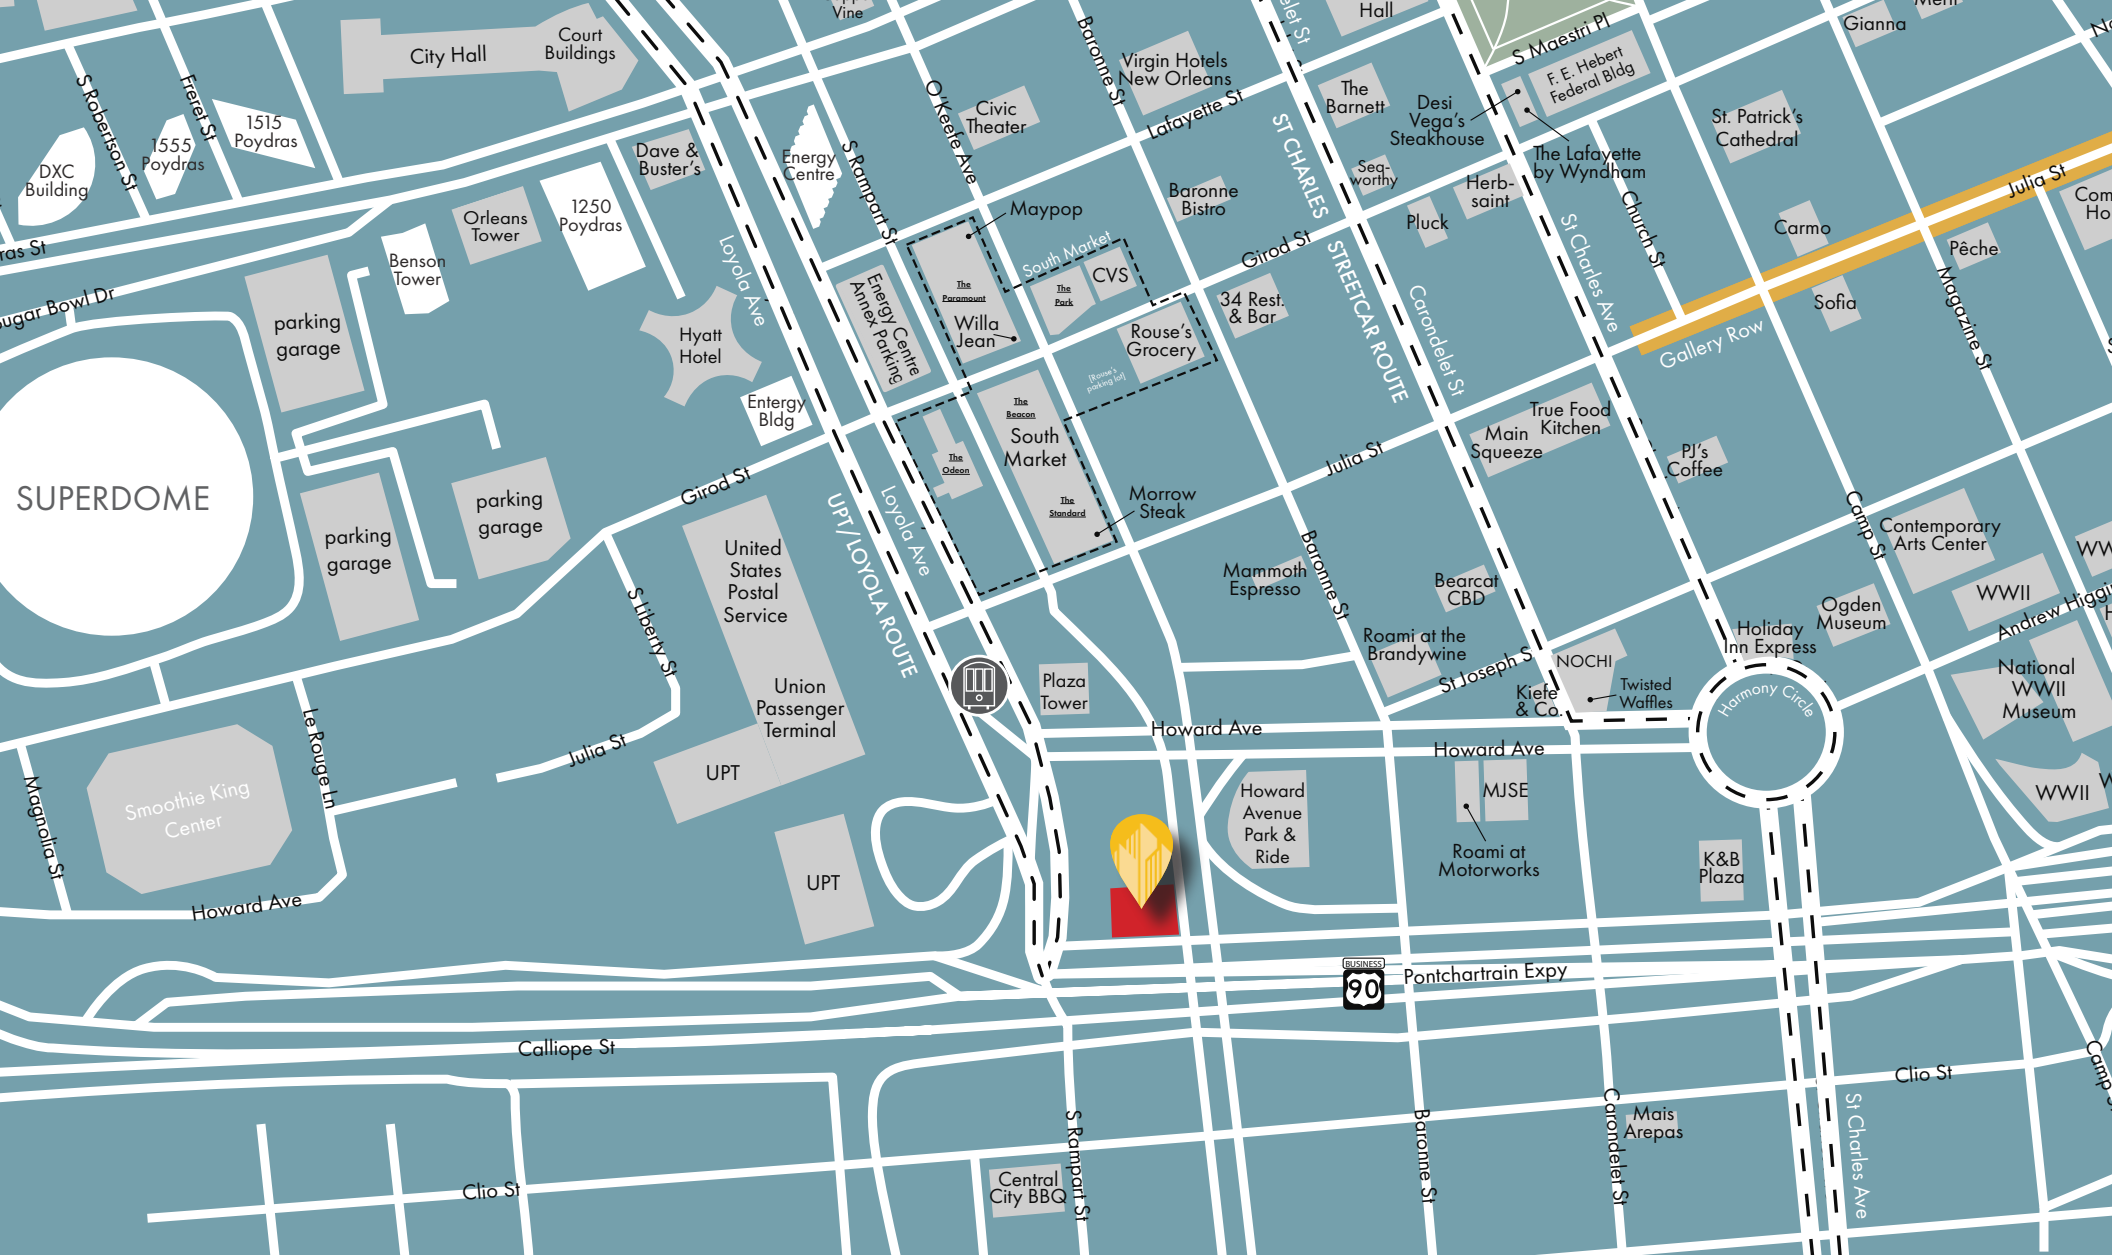 Vine
City Hall
Court
Buildings
Hall
Gianna
S Maestri Pl
F. E. Hebert
Federal Bldg
S Robertson St
Freret St
O'Keefe Ave
Baronne St
Virgin Hotels
New Orleans
Lafayette St
The
Barnett
Desi
Vega's
Steakhouse
St. Patrick's
Cathedral
1515
Poydras
1555
Poydras
DXC
Building
Civic
Theater
Dave &
Buster's
Energy
Centre
S Rampart St
ST CHARLES
STREETCAR ROUTE
Seq-
worthy
The Lafayette
by Wyndham
Herb-
saint
Pluck
Church St
Julia St
Carmo
Pêche
Sofia
Gallery Row
Magazine St
1250
Poydras
Orleans
Tower
Benson
Tower
Maypop
Baronne
Bistro
Girod St
South Market
CVS
The
Park
The
Paramount
Willa
Jean
Rouse's
Grocery
[Rouse's
parking lot]
34 Rest.
& Bar
Carondelet St
St Charles Ave
Loyola Ave
Energy Centre
Annex Parking
Hyatt
Hotel
Entergy
Bldg
parking
garage
SUPERDOME
parking
garage
parking
garage
Girod St
The
Beacon
South
Market
The
Standard
The
Odeon
Morrow
Steak
Julia St
True Food
Kitchen
Main
Squeeze
PJ's
Coffee
Camp St
Contemporary
Arts Center
WWII
Ogden
Museum
United
States
Postal
Service
Union
Passenger
Terminal
UPT
UPT
UPT/LOYOLA ROUTE
Loyola Ave
S Liberty St
Julia St
Mammoth
Espresso
Baronne St
Bearcat
CBD
Roami at the
Brandywine
St Joseph S
NOCHI
Kiefe
& Co.
Twisted
Waffles
Holiday
Inn Express
Harmony Circle
National
WWII
Museum
WWII
Plaza
Tower
Howard Ave
Howard Ave
Howard
Avenue
Park &
Ride
MJSE
Roami at
Motorworks
K&B
Plaza
Smoothie King
Center
Le Rouge Ln
Magnolia St
Howard Ave
BUSINESS
90
Pontchartrain Expy
Calliope St
Clio St
Clio St
S Rampart St
Central
City BBQ
Baronne St
Carondelet St
Mais
Arepas
St Charles Ave